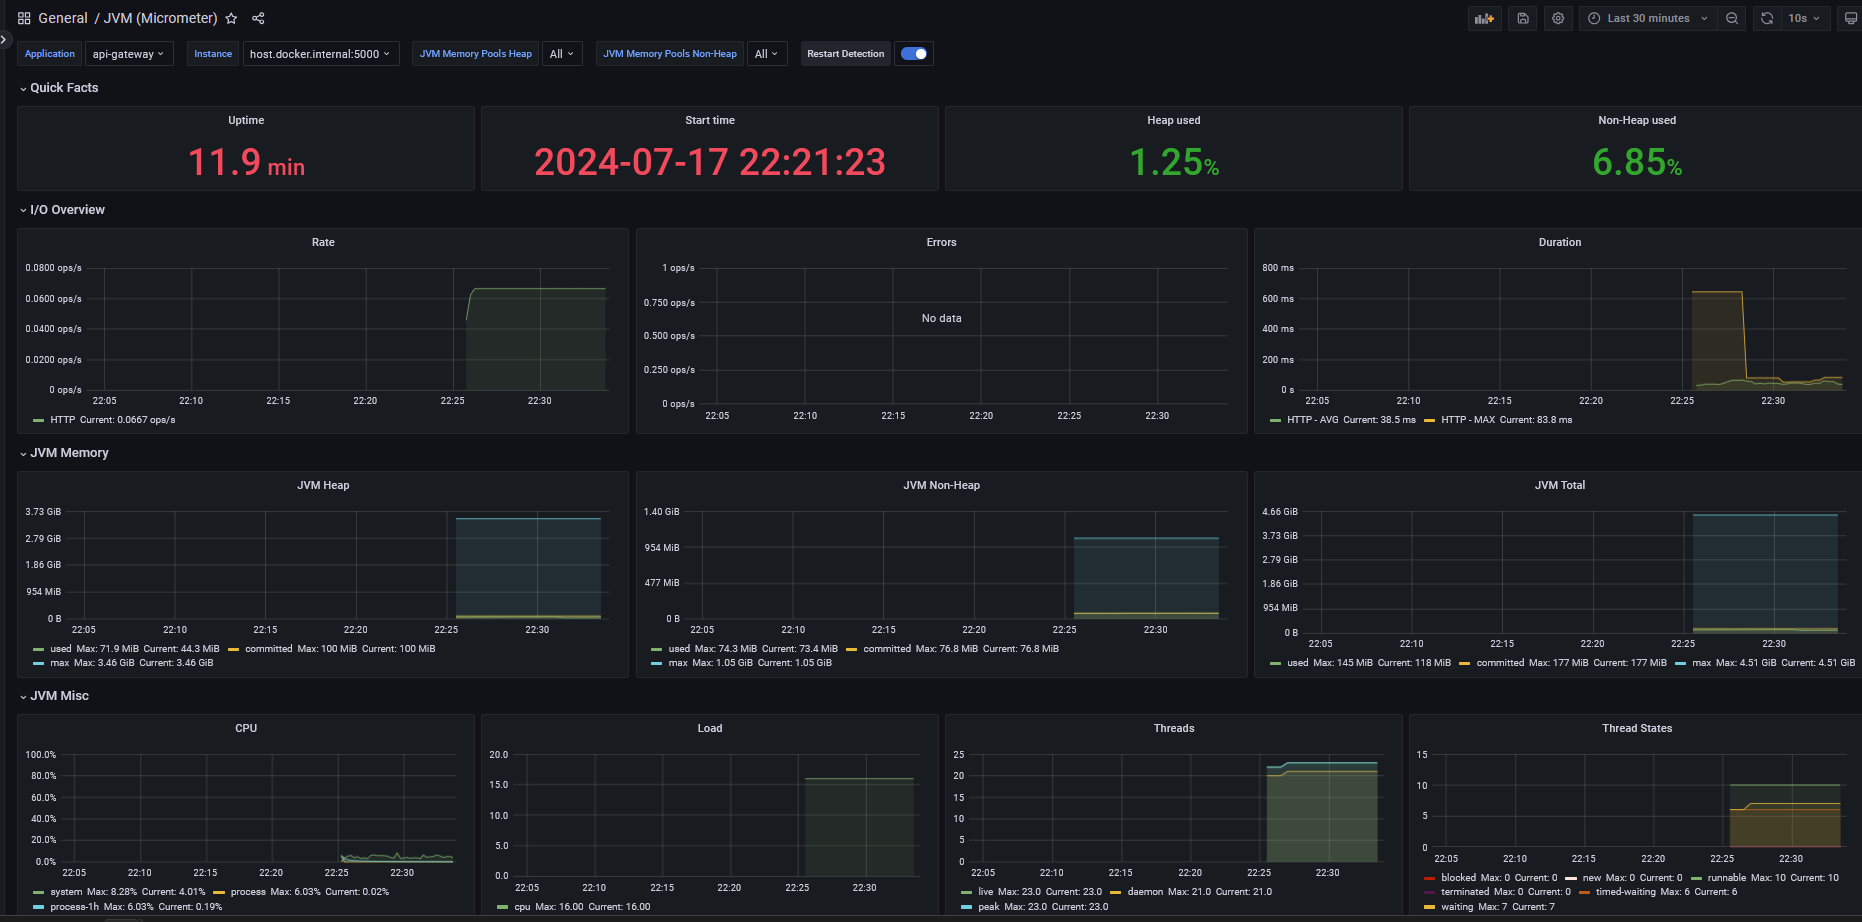 General / JVM (Micrometer)
Last 30 minutes
10s
Application api-gateway Instance host.docker.internal:5000 JVM Memory Pools Heap All JVM Memory Pools Non-Heap All Restart Detection
Quick Facts
Uptime
11.9 min
Start time
2024-07-17 22:21:23
Heap used
1.25%
Non-Heap used
6.85%
I/O Overview
Rate
0.0800 ops/s
0.0600 ops/s
0.0400 ops/s
0.0200 ops/s
0 ops/s
22:05 22:10 22:15 22:20 22:25 22:30
HTTP Current: 0.0667 ops/s
Errors
1 ops/s
0.750 ops/s
No data
0.500 ops/s
0.250 ops/s
0 ops/s
22:05 22:10 22:15 22:20 22:25 22:30
Duration
800 ms
600 ms
400 ms
200 ms
0 s
22:05 22:10 22:15 22:20 22:25 22:30
HTTP - AVG Current: 38.5 ms HTTP - MAX Current: 83.8 ms
JVM Memory
JVM Heap
3.73 GiB
2.79 GiB
1.86 GiB
954 MiB
0 B
22:05 22:10 22:15 22:20 22:25 22:30
used Max: 71.9 MiB Current: 44.3 MiB committed Max: 100 MiB Current: 100 MiB
max Max: 3.46 GiB Current: 3.46 GiB
JVM Non-Heap
1.40 GiB
954 MiB
477 MiB
0 B
22:05 22:10 22:15 22:20 22:25 22:30
used Max: 74.3 MiB Current: 73.4 MiB committed Max: 76.8 MiB Current: 76.8 MiB
max Max: 1.05 GiB Current: 1.05 GiB
JVM Total
4.66 GiB
3.73 GiB
2.79 GiB
1.86 GiB
954 MiB
0 B
22:05 22:10 22:15 22:20 22:25 22:30
used Max: 145 MiB Current: 118 MiB committed Max: 177 MiB Current: 177 MiB max Max: 4.51 GiB Current: 4.51 GiB
JVM Misc
CPU
100.0%
80.0%
60.0%
40.0%
20.0%
0.0%
22:05 22:10 22:15 22:20 22:25 22:30
system Max: 8.28% Current: 4.01% process Max: 6.03% Current: 0.02%
process-1h Max: 6.03% Current: 0.19%
Load
20.0
15.0
10.0
5.0
0.0
22:05 22:10 22:15 22:20 22:25 22:30
cpu Max: 16.00 Current: 16.00
Threads
25
20
15
10
5
0
22:05 22:10 22:15 22:20 22:25 22:30
live Max: 23.0 Current: 23.0 daemon Max: 21.0 Current: 21.0
peak Max: 23.0 Current: 23.0
Thread States
15
10
5
0
22:05 22:10 22:15 22:20 22:25 22:30
blocked Max: 0 Current: 0 new Max: 0 Current: 0 runnable Max: 10 Current: 10
terminated Max: 0 Current: 0 timed-waiting Max: 6 Current: 6
waiting Max: 7 Current: 7